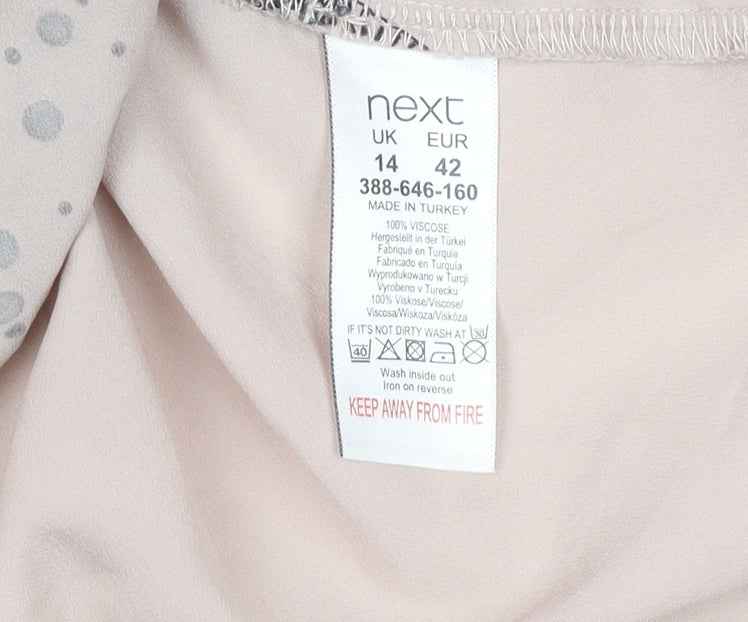 next
UK EUR
14 42
388-646-160
MADE IN TURKEY
100% VISCOSE
Hergestellt in der Türkei
Fabriqué en Turquie
Fabricado en Turquía
Wyprodukowano w Turcji
Vyrobeno v Turecku
100% Viskose/Viscose/
Viscosa/Wiskoza/Viskóza
IF IT'S NOT DIRTY WASH AT 30
40
Wash inside out
Iron on reverse
KEEP AWAY FROM FIRE